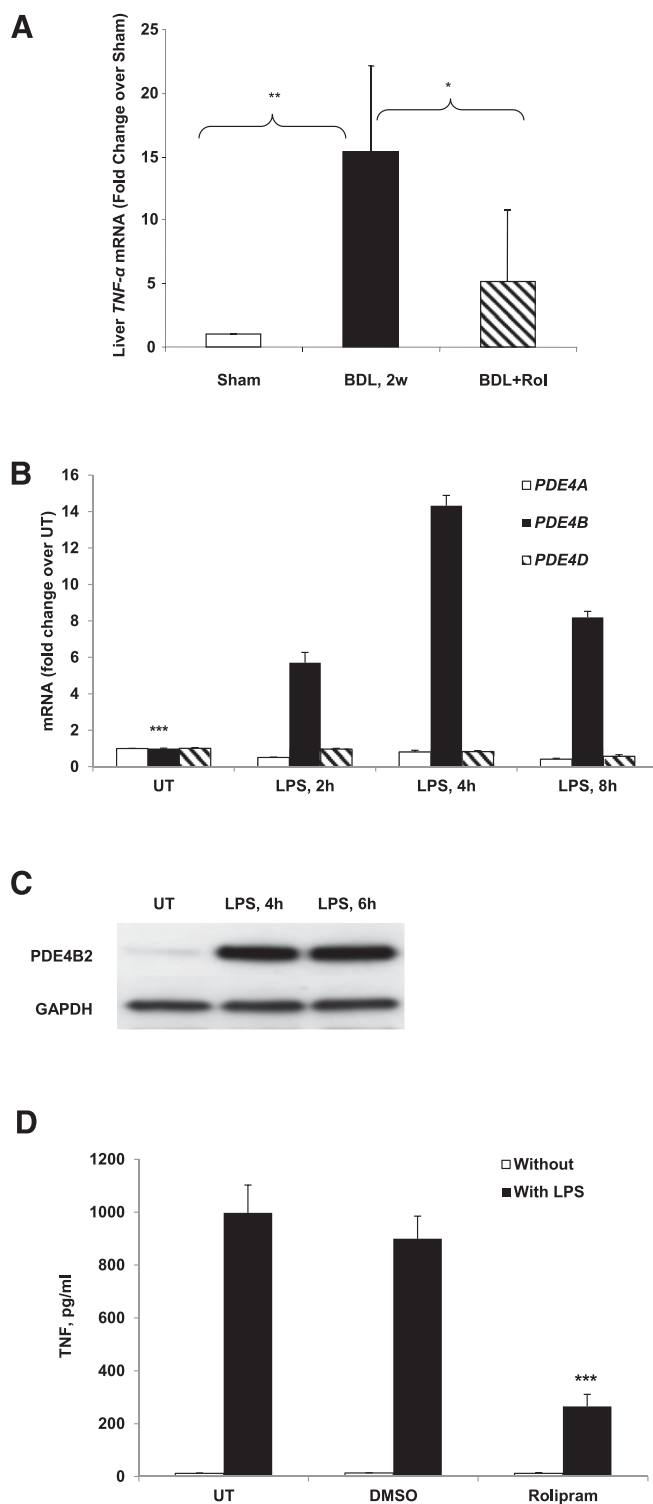 A
Liver TNF-α mRNA (Fold Change over Sham)
25
20
15
10
5
0
**
*
Sham BDL, 2w BDL+Rol
B
mRNA (fold change over UT)
16
14
12
10
8
6
4
2
0
PDE4A
PDE4B
PDE4D
***
UT LPS, 2h LPS, 4h LPS, 8h
C
UT LPS, 4h LPS, 6h
PDE4B2
GAPDH
D
TNF, pg/ml
1200
1000
800
600
400
200
0
Without
With LPS
***
UT DMSO Rolipram